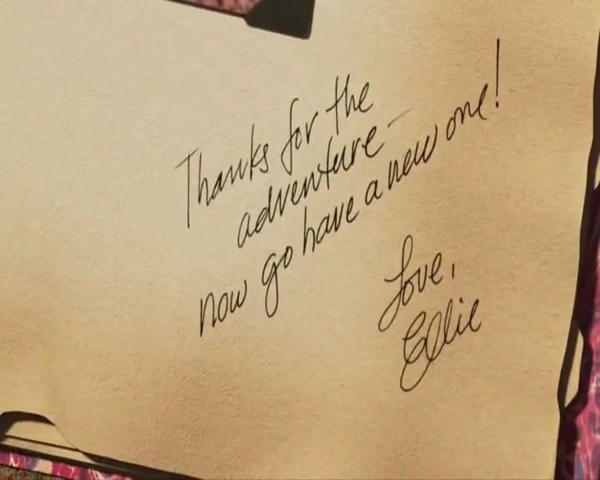 Thanks for the
adventure -
now go have a new one!
Love,
Ellie